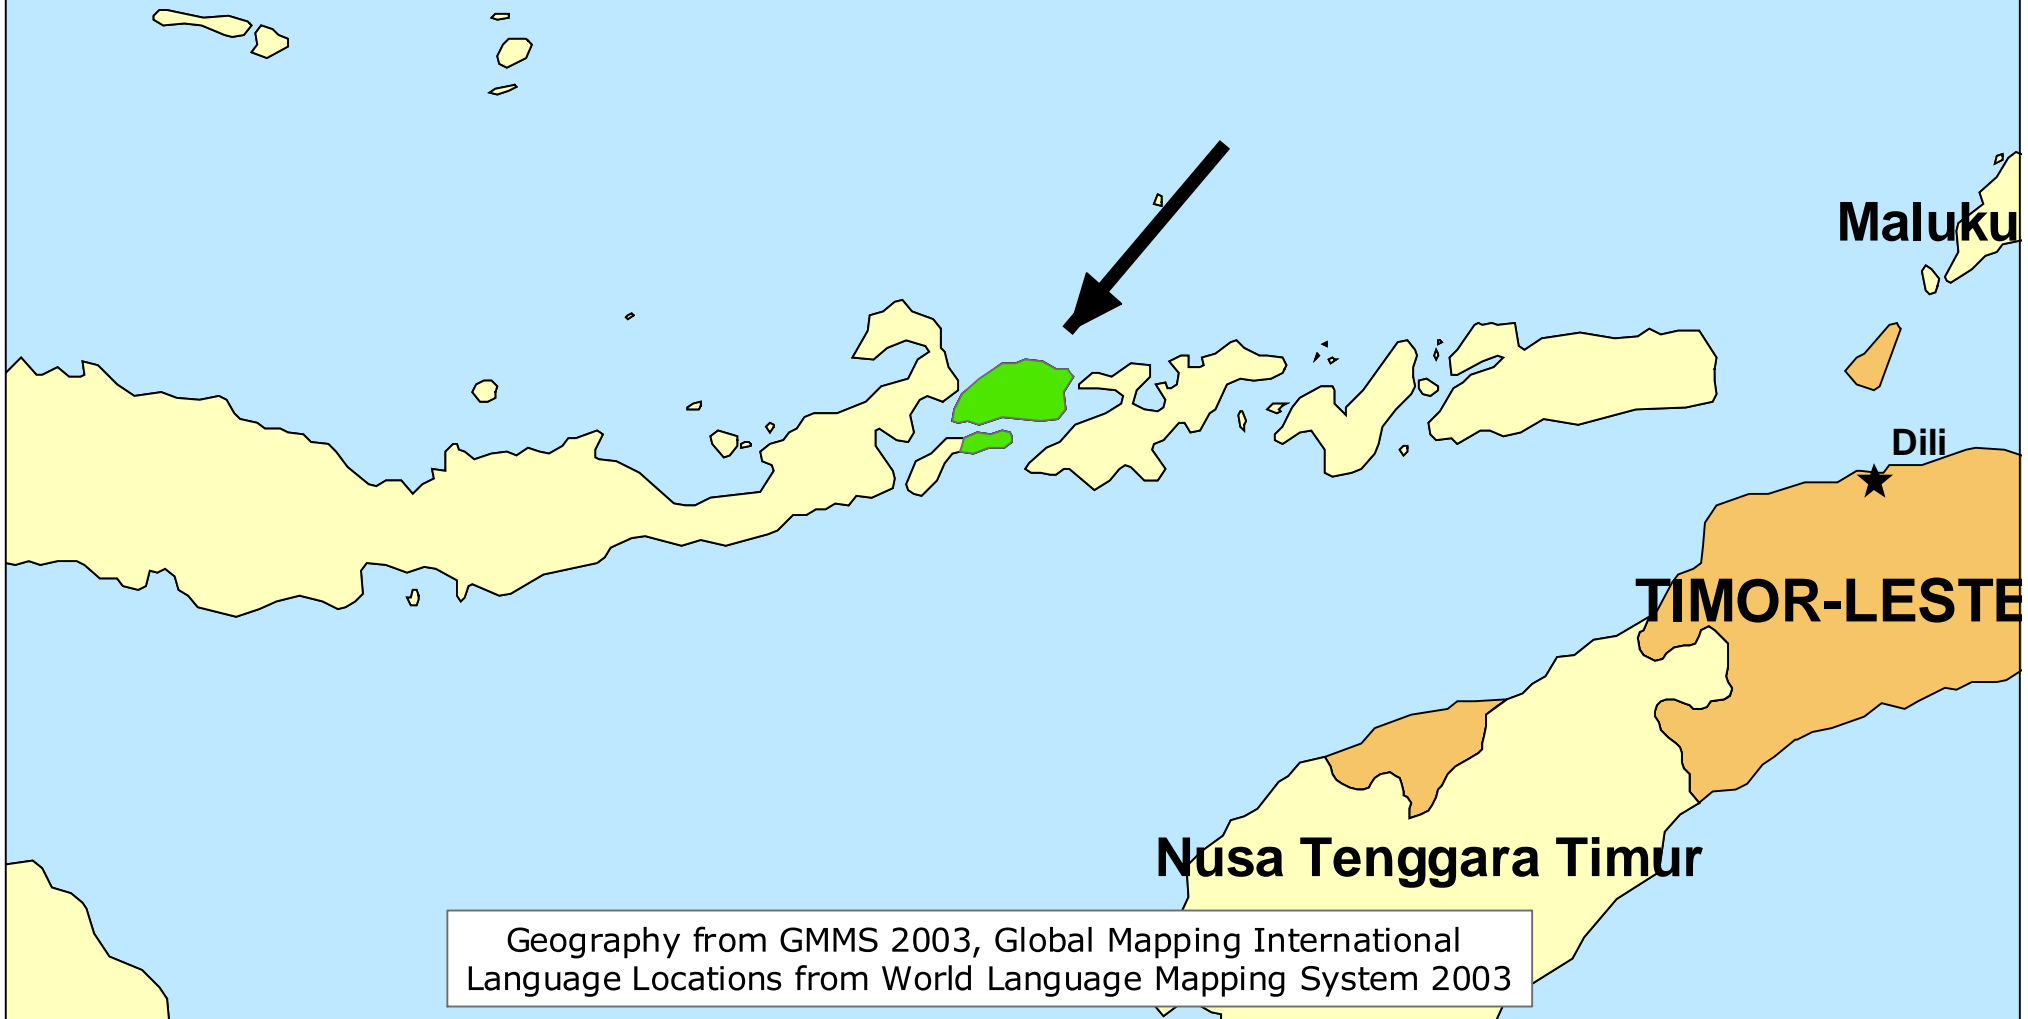 Maluku
Dili
TIMOR-LESTE
Nusa Tenggara Timur
Geography from GMMS 2003, Global Mapping International
Language Locations from World Language Mapping System 2003